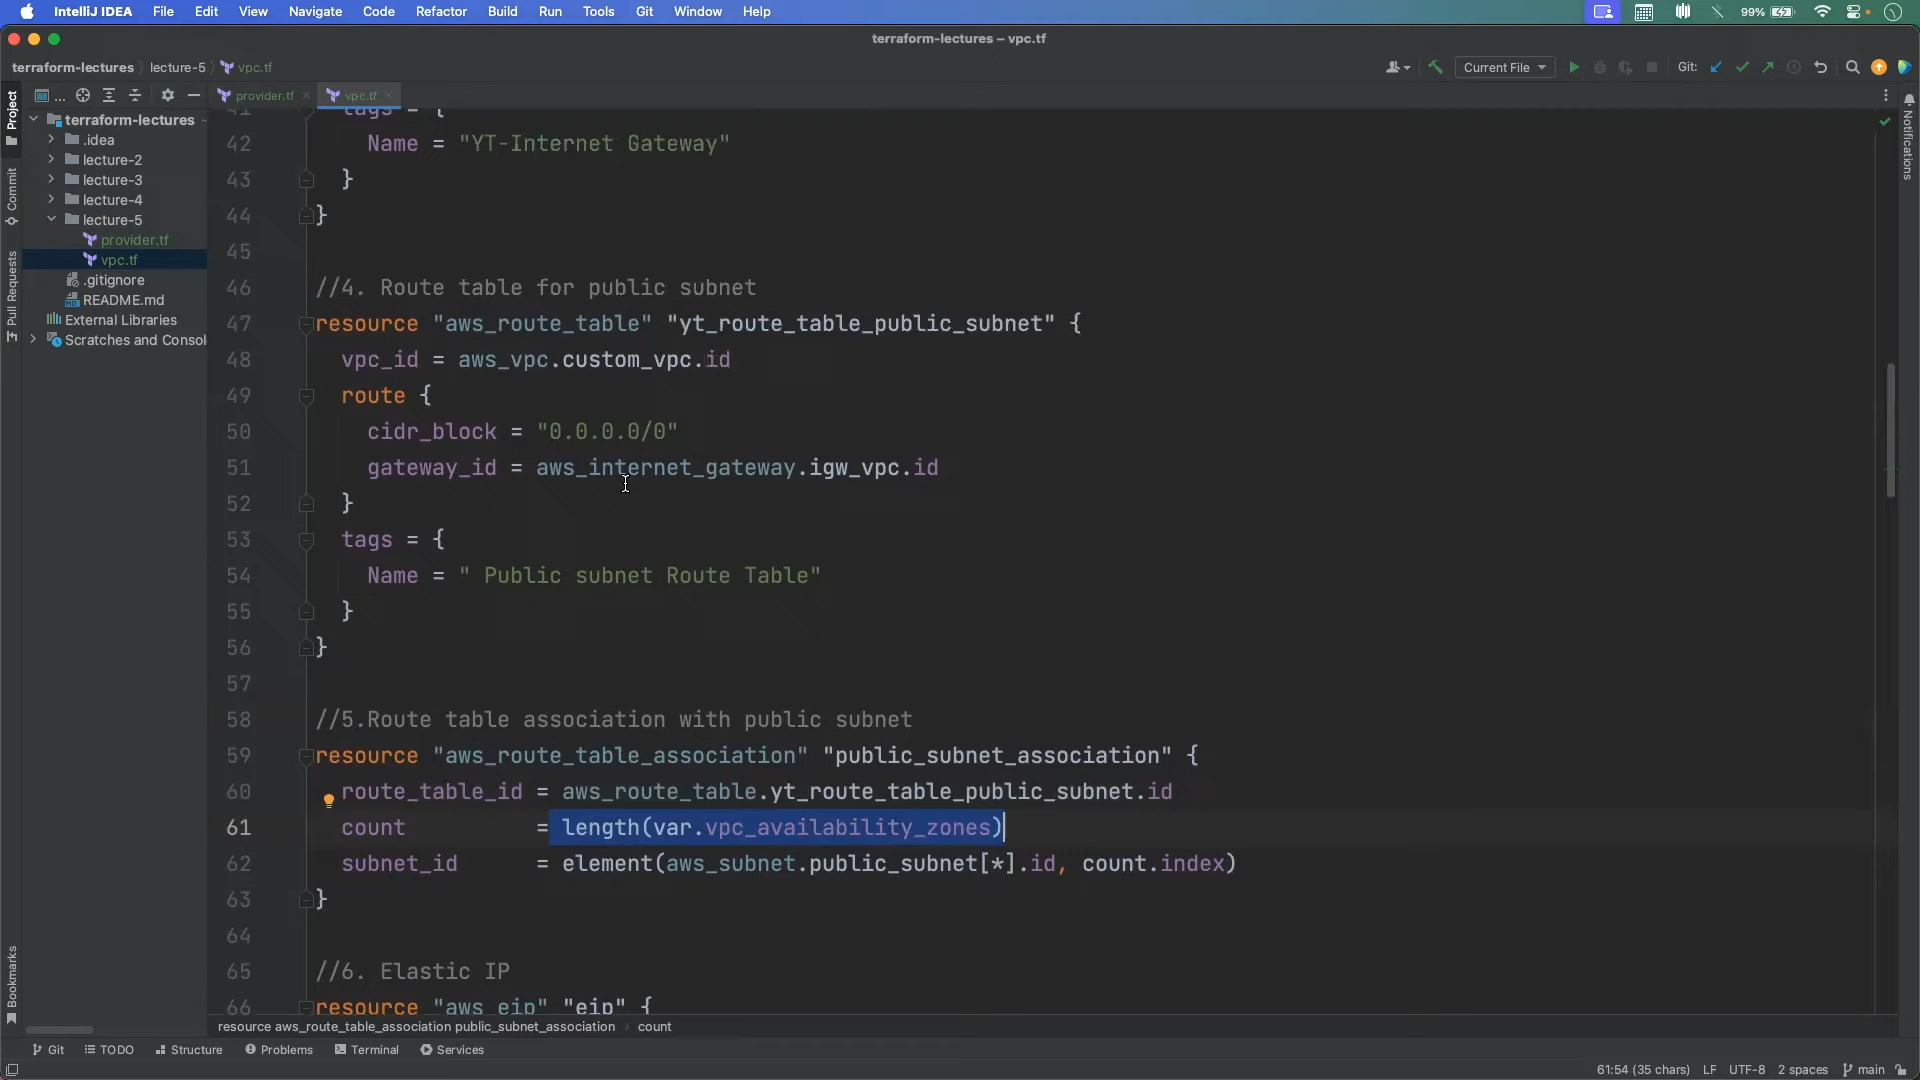 IntelliJ IDEA File Edit View Navigate Code Refactor Build Run Tools Git Window Help 99%
terraform-lectures – vpc.tf
terraform-lectures lecture-5 vpc.tf Current File Git:
Project ... provider.tf vpc.tf
terraform-lectures
.idea
lecture-2
lecture-3
lecture-4
lecture-5
provider.tf
vpc.tf
.gitignore
README.md
External Libraries
Scratches and Consol
Commit
Pull Requests
Bookmarks
Notifications
41 tags = {
42 Name = "YT-Internet Gateway"
43 }
44 }
45
46 //4. Route table for public subnet
47 resource "aws_route_table" "yt_route_table_public_subnet" {
48 vpc_id = aws_vpc.custom_vpc.id
49 route {
50 cidr_block = "0.0.0.0/0"
51 gateway_id = aws_internet_gateway.igw_vpc.id
52 }
53 tags = {
54 Name = " Public subnet Route Table"
55 }
56 }
57
58 //5.Route table association with public subnet
59 resource "aws_route_table_association" "public_subnet_association" {
60 route_table_id = aws_route_table.yt_route_table_public_subnet.id
61 count = length(var.vpc_availability_zones)
62 subnet_id = element(aws_subnet.public_subnet[*].id, count.index)
63 }
64
65 //6. Elastic IP
66 resource "aws_eip" "eip" {
resource aws_route_table_association public_subnet_association count
Git TODO Structure Problems Terminal Services
61:54 (35 chars) LF UTF-8 2 spaces main